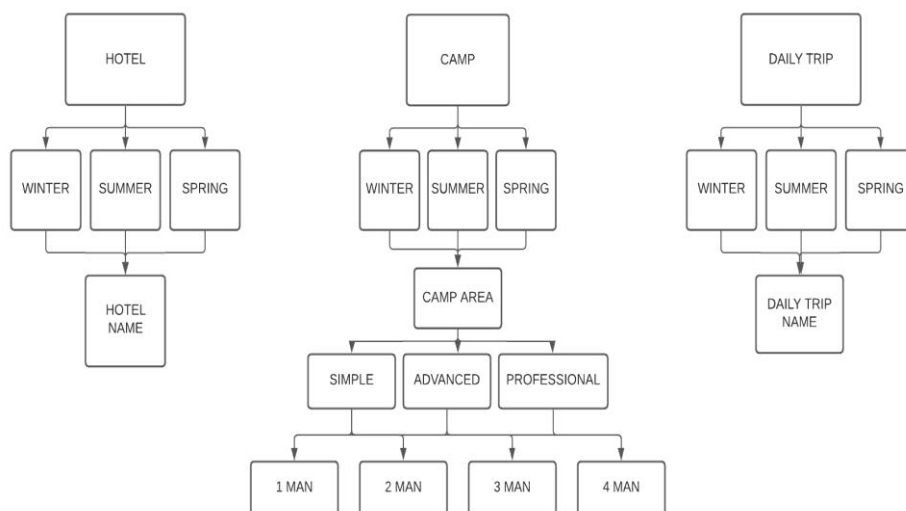 HOTEL
CAMP
DAILY TRIP
WINTER
SUMMER
SPRING
WINTER
SUMMER
SPRING
WINTER
SUMMER
SPRING
HOTEL
NAME
CAMP AREA
DAILY TRIP
NAME
SIMPLE
ADVANCED
PROFESSIONAL
1 MAN
2 MAN
3 MAN
4 MAN